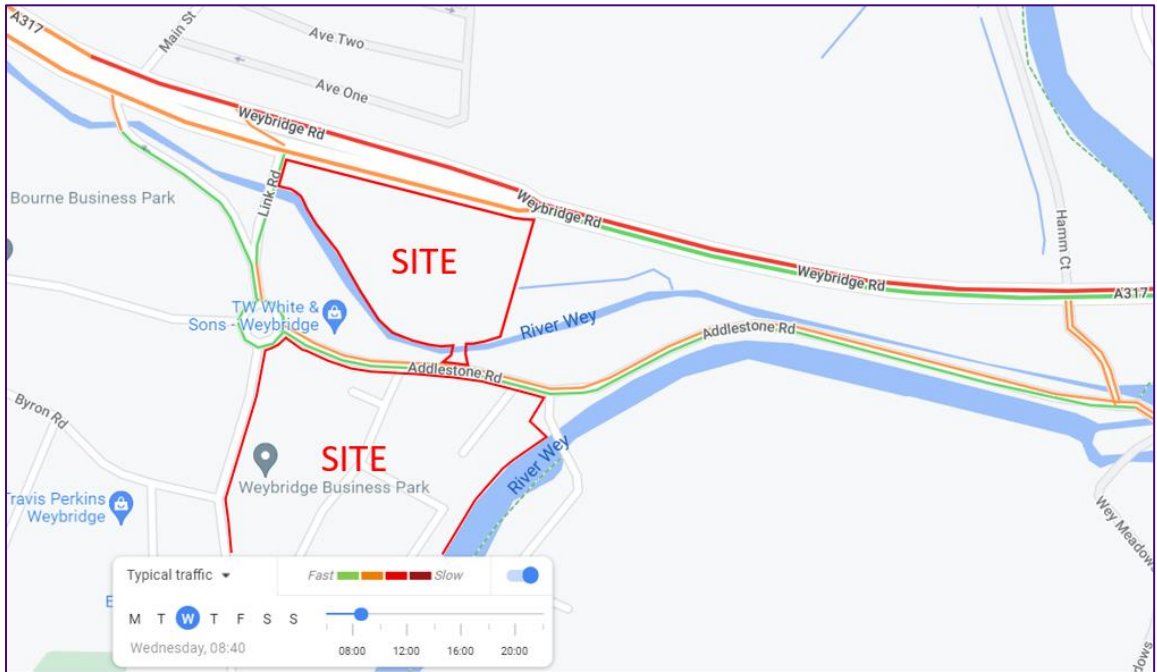 A317
Main St
Ave Two
Ave One
Weybridge Rd
Bourne Business Park
Link Rd
Weybridge Rd
Hamm Ct
SITE
Weybridge Rd
A317
TW White &
Sons - Weybridge
River Wey
Addlestone Rd
Addlestone Rd
Byron Rd
SITE
River Wey
Weybridge Business Park
Travis Perkins
Weybridge
Wey Meadows
Typical traffic
Fast
Slow
M T W T F S S
Wednesday, 08:40
08:00 12:00 16:00 20:00